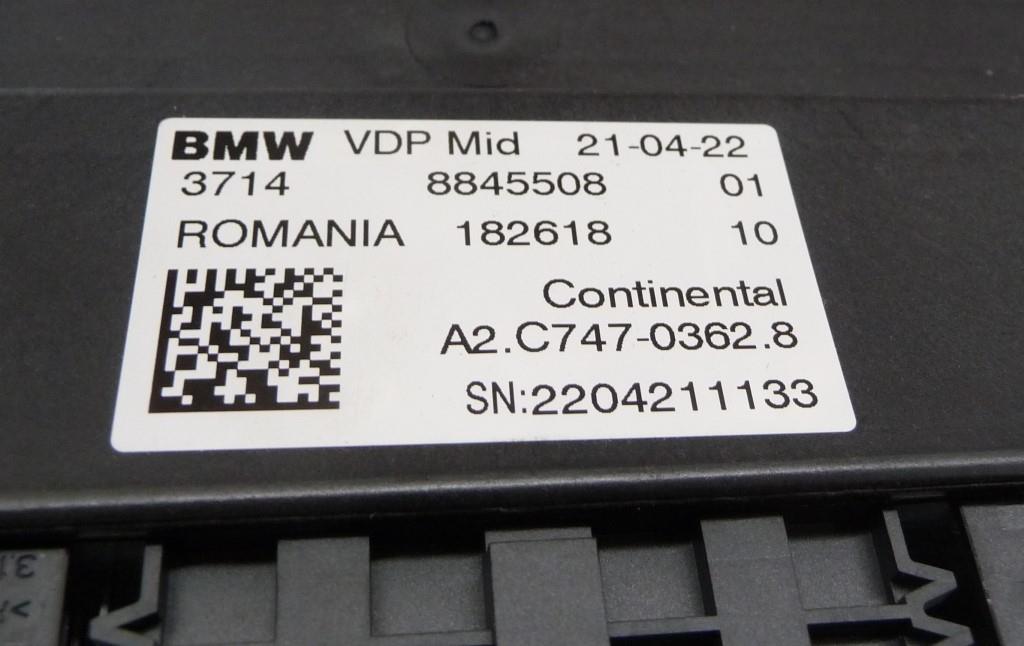 BMW VDP Mid 21-04-22
3714 8845508 01
ROMANIA 182618 10
Continental
A2.C747-0362.8
SN:2204211133